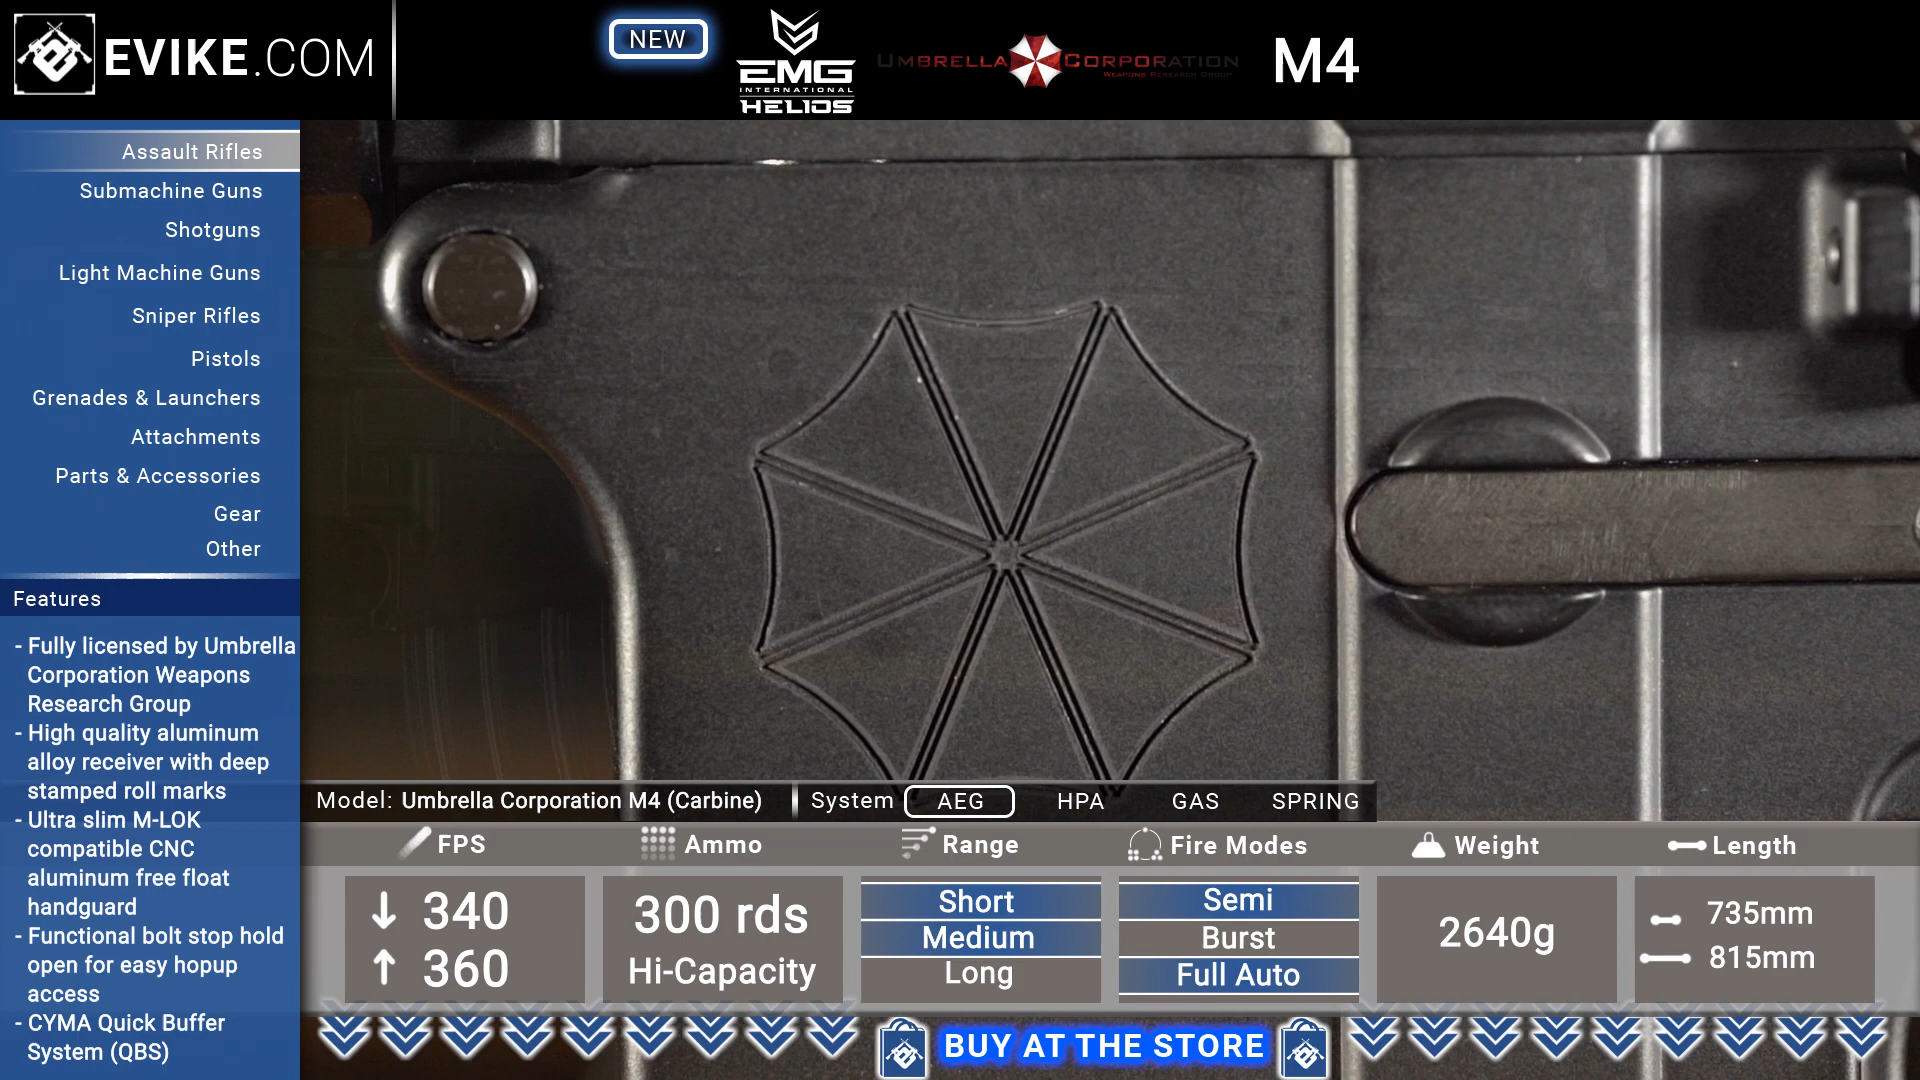 EVIKE.COM
NEW
EMG
INTERNATIONAL
HELIOS
UMBRELLA CORPORATION
WEAPONS RESEARCH GROUP
M4
Assault Rifles
Submachine Guns
Shotguns
Light Machine Guns
Sniper Rifles
Pistols
Grenades & Launchers
Attachments
Parts & Accessories
Gear
Other
Features
- Fully licensed by Umbrella
Corporation Weapons
Research Group
- High quality aluminum
alloy receiver with deep
stamped roll marks
- Ultra slim M-LOK
compatible CNC
aluminum free float
handguard
- Functional bolt stop hold
open for easy hopup
access
- CYMA Quick Buffer
System (QBS)
Model: Umbrella Corporation M4 (Carbine)
System AEG HPA GAS SPRING
FPS
↓ 340
↑ 360
Ammo
300 rds
Hi-Capacity
Range
Short
Medium
Long
Fire Modes
Semi
Burst
Full Auto
Weight
2640g
Length
735mm
815mm
BUY AT THE STORE